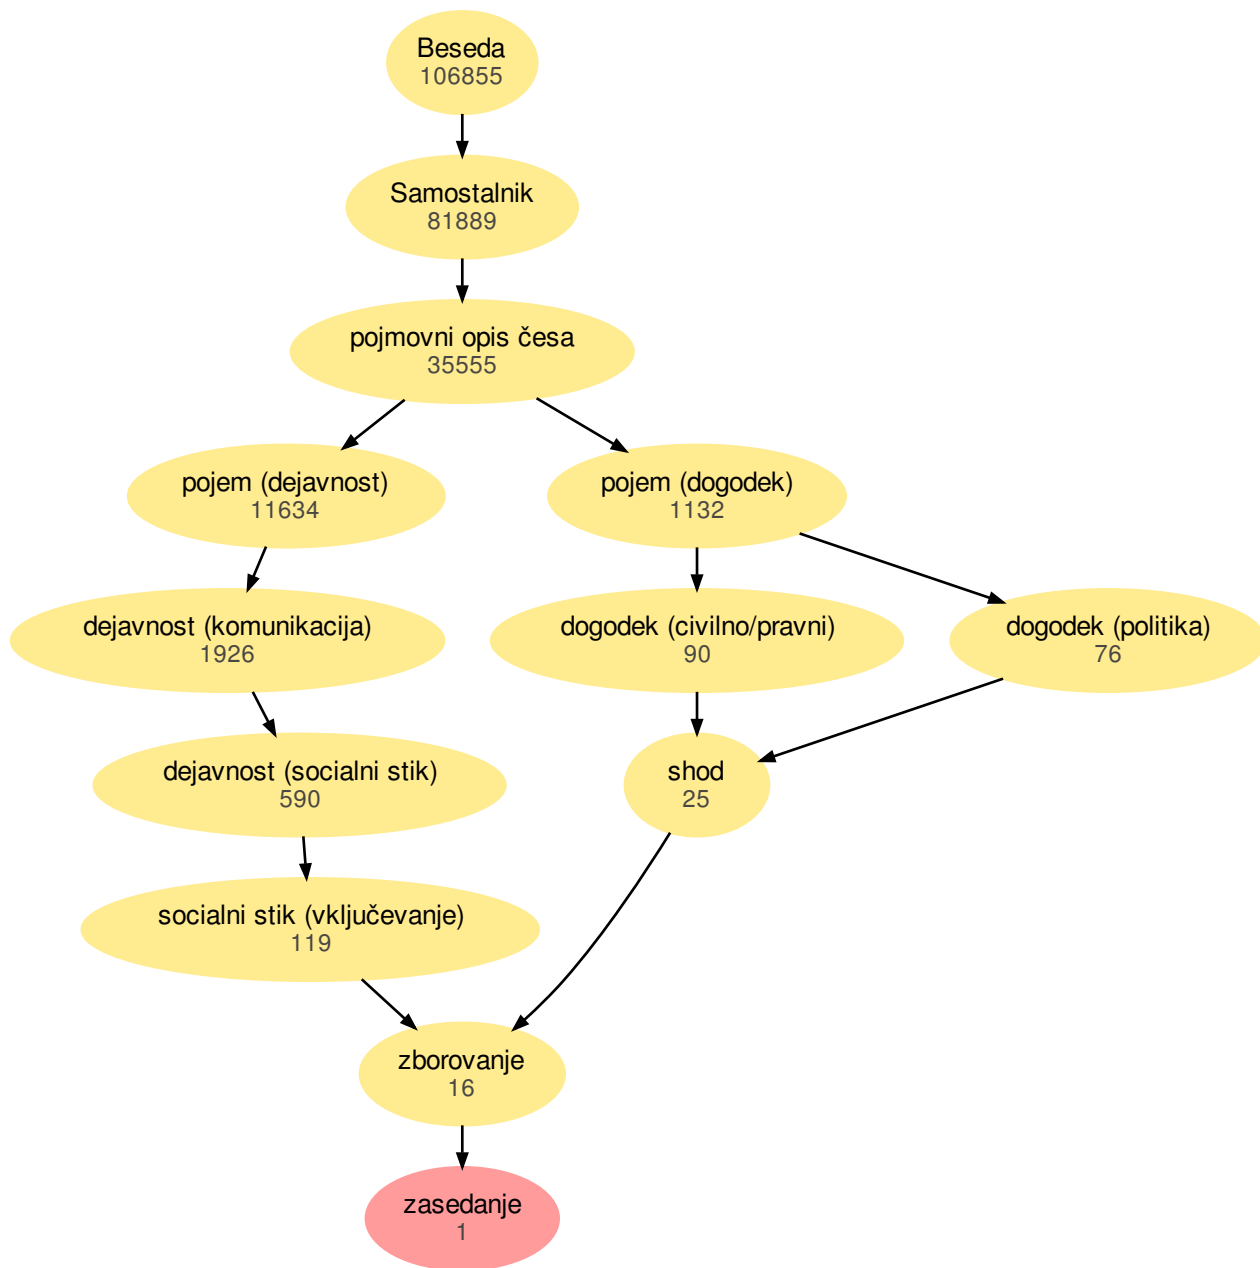 Beseda
106855
Samostalnik
81889
pojmovni opis česa
35555
pojem (dejavnost)
11634
pojem (dogodek)
1132
dejavnost (komunikacija)
1926
dogodek (civilno/pravni)
90
dogodek (politika)
76
dejavnost (socialni stik)
590
shod
25
socialni stik (vključevanje)
119
zborovanje
16
zasedanje
1